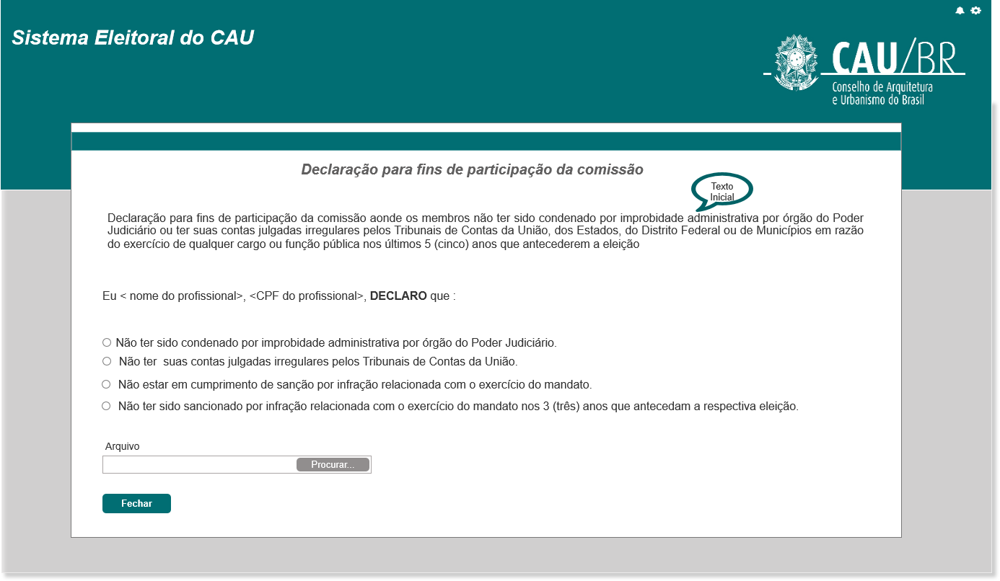 Sistema Eleitoral do CAU
CAU/BR
Conselho de Arquitetura
e Urbanismo do Brasil
Declaração para fins de participação da comissão
Texto
Inicial
Declaração para fins de participação da comissão aonde os membros não ter sido condenado por improbidade administrativa por órgão do Poder
Judiciário ou ter suas contas julgadas irregulares pelos Tribunais de Contas da União, dos Estados, do Distrito Federal ou de Municípios em razão
do exercício de qualquer cargo ou função pública nos últimos 5 (cinco) anos que antecederem a eleição
Eu < nome do profissional>, <CPF do profissional>, DECLARO que :
Não ter sido condenado por improbidade administrativa por órgão do Poder Judiciário.
Não ter  suas contas julgadas irregulares pelos Tribunais de Contas da União.
Não estar em cumprimento de sanção por infração relacionada com o exercício do mandato.
Não ter sido sancionado por infração relacionada com o exercício do mandato nos 3 (três) anos que antecedam a respectiva eleição.
Arquivo
Procurar...
Fechar